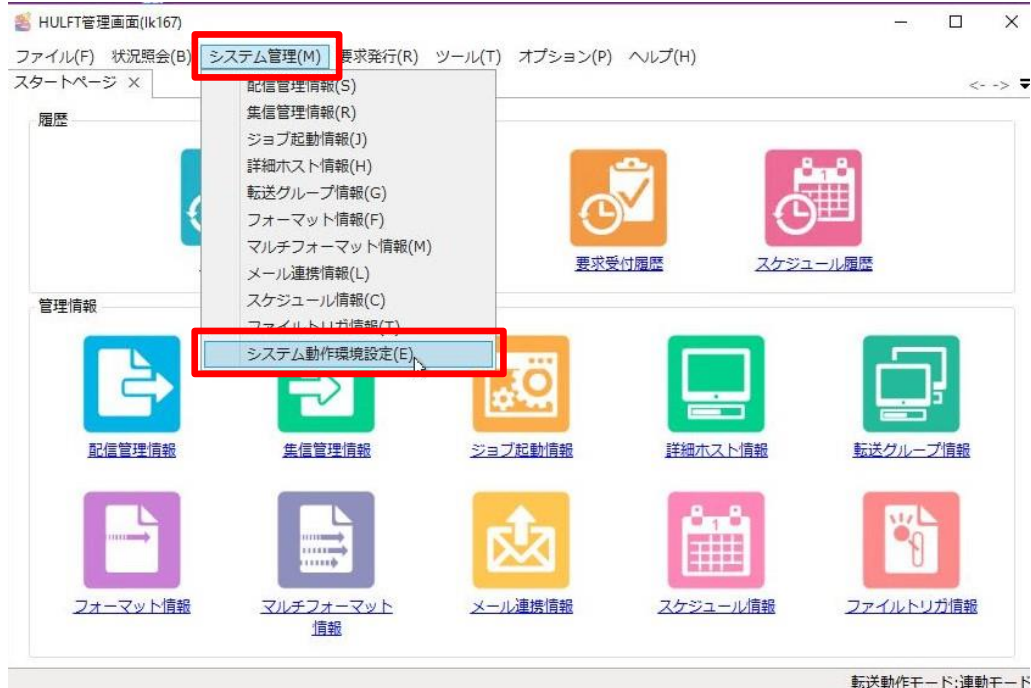 HULFT管理画面(lk167)
ファイル(F) 状況照会(B) システム管理(M) 要求発行(R) ツール(T) オプション(P) ヘルプ(H)
スタートページ ×
<- ->
履歴
配信管理情報(S)
集信管理情報(R)
ジョブ起動情報(J)
詳細ホスト情報(H)
転送グループ情報(G)
フォーマット情報(F)
マルチフォーマット情報(M)
メール連携情報(L)
スケジュール情報(C)
ファイルトリガ情報(T)
システム動作環境設定(E)
要求受付履歴 スケジュール履歴
管理情報
配信管理情報 集信管理情報 ジョブ起動情報 詳細ホスト情報 転送グループ情報
フォーマット情報 マルチフォーマット メール連携情報 スケジュール情報 ファイルトリガ情報
情報
転送動作モード:連動モード